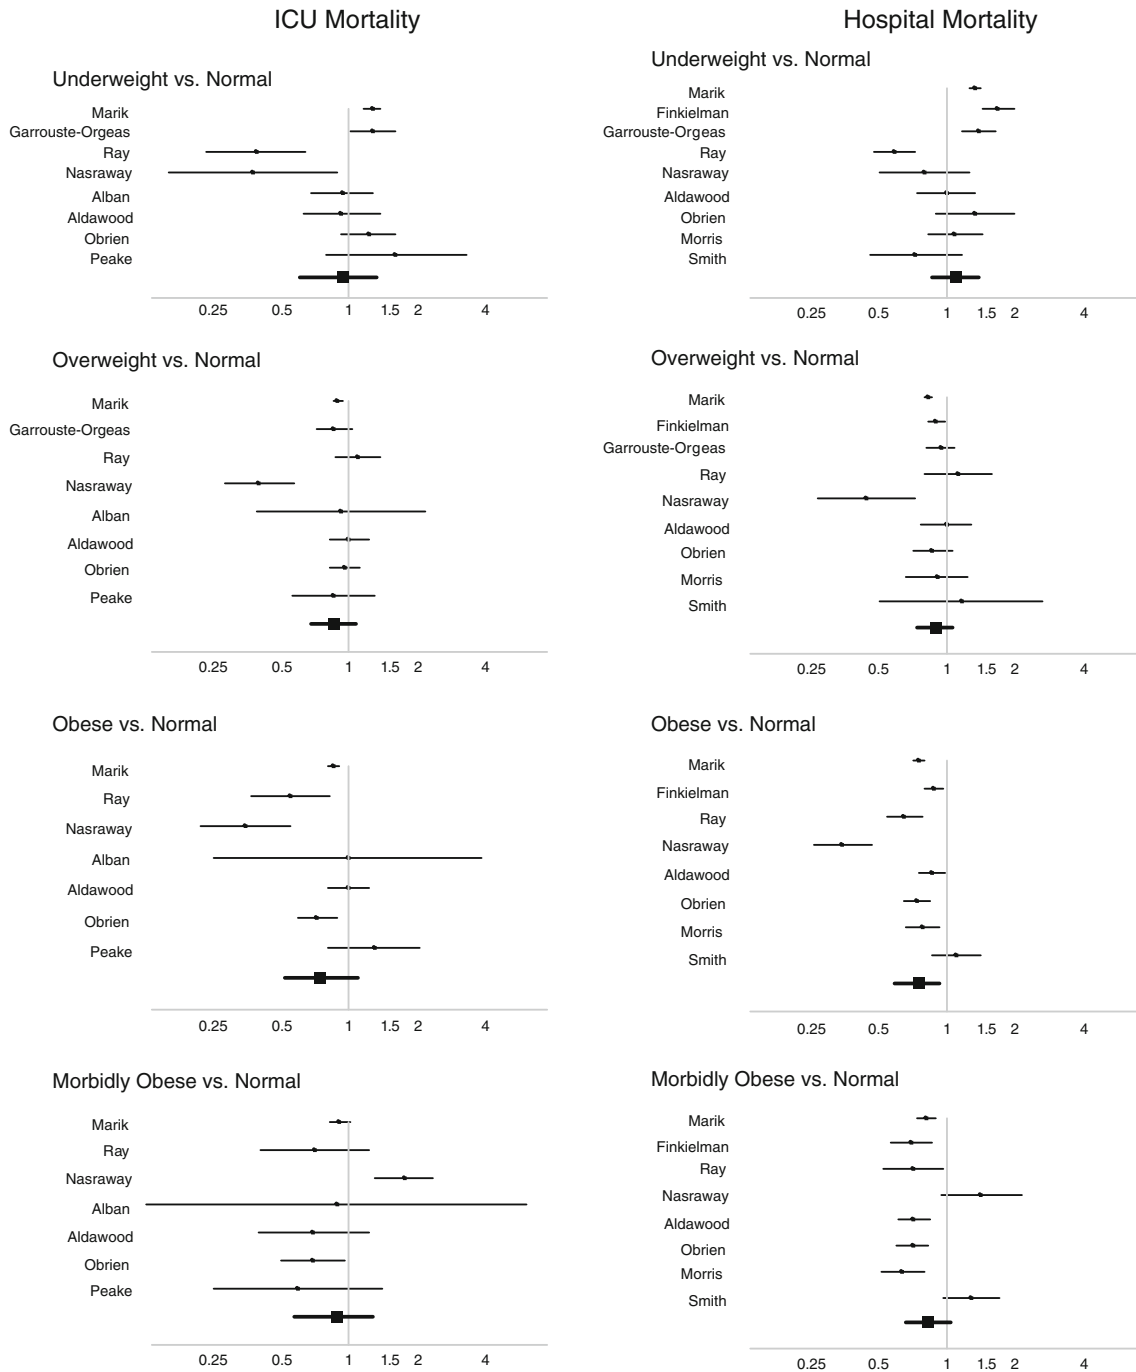 ICU Mortality
Underweight vs. Normal
Marik
Garrouste-Orgeas
Ray
Nasraway
Alban
Aldawood
Obrien
Peake
0.25 0.5 1 1.5 2 4
Overweight vs. Normal
Marik
Garrouste-Orgeas
Ray
Nasraway
Alban
Aldawood
Obrien
Peake
0.25 0.5 1 1.5 2 4
Obese vs. Normal
Marik
Ray
Nasraway
Alban
Aldawood
Obrien
Peake
0.25 0.5 1 1.5 2 4
Morbidly Obese vs. Normal
Marik
Ray
Nasraway
Alban
Aldawood
Obrien
Peake
0.25 0.5 1 1.5 2 4
Hospital Mortality
Underweight vs. Normal
Marik
Finkielman
Garrouste-Orgeas
Ray
Nasraway
Aldawood
Obrien
Morris
Smith
0.25 0.5 1 1.5 2 4
Overweight vs. Normal
Marik
Finkielman
Garrouste-Orgeas
Ray
Nasraway
Aldawood
Obrien
Morris
Smith
0.25 0.5 1 1.5 2 4
Obese vs. Normal
Marik
Finkielman
Ray
Nasraway
Aldawood
Obrien
Morris
Smith
0.25 0.5 1 1.5 2 4
Morbidly Obese vs. Normal
Marik
Finkielman
Ray
Nasraway
Aldawood
Obrien
Morris
Smith
0.25 0.5 1 1.5 2 4